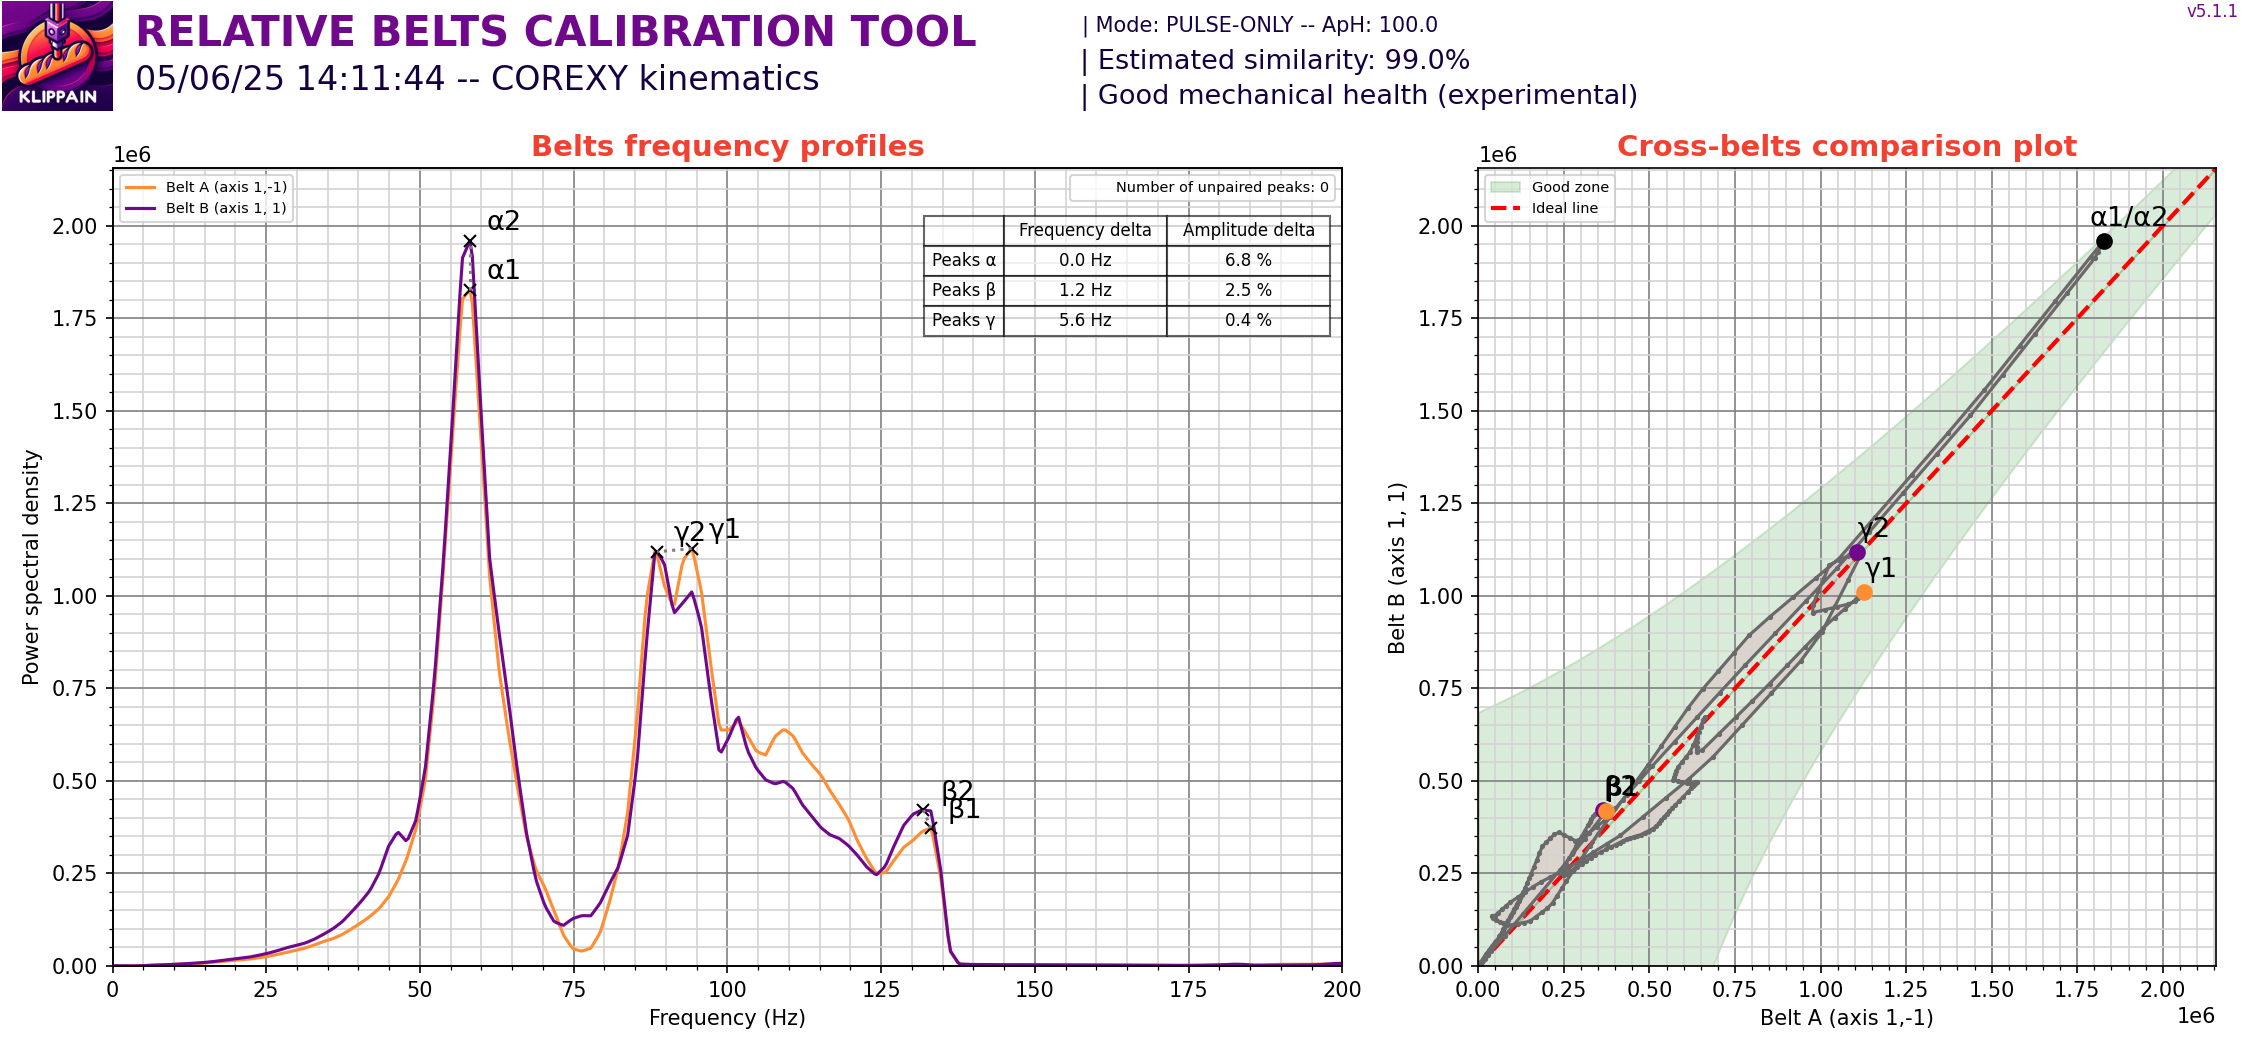 KLIPPAIN
RELATIVE BELTS CALIBRATION TOOL
05/06/25 14:11:44 -- COREXY kinematics
| Mode: PULSE-ONLY -- ApH: 100.0
| Estimated similarity: 99.0%
| Good mechanical health (experimental)
v5.1.1
Belts frequency profiles
1e6
Belt A (axis 1,-1)
Belt B (axis 1, 1)
Number of unpaired peaks: 0
Frequency delta Amplitude delta
Peaks α 0.0 Hz 6.8 %
Peaks β 1.2 Hz 2.5 %
Peaks γ 5.6 Hz 0.4 %
α2
α1
γ2 γ1
β2
β1
2.00
1.75
1.50
1.25
1.00
0.75
0.50
0.25
0.00
Power spectral density
0 25 50 75 100 125 150 175 200
Frequency (Hz)
Cross-belts comparison plot
1e6
Good zone
Ideal line
α1/α2
γ2
γ1
β2
β1
2.00
1.75
1.50
1.25
1.00
0.75
0.50
0.25
0.00
Belt B (axis 1, 1)
0.00 0.25 0.50 0.75 1.00 1.25 1.50 1.75 2.00
Belt A (axis 1,-1)
1e6